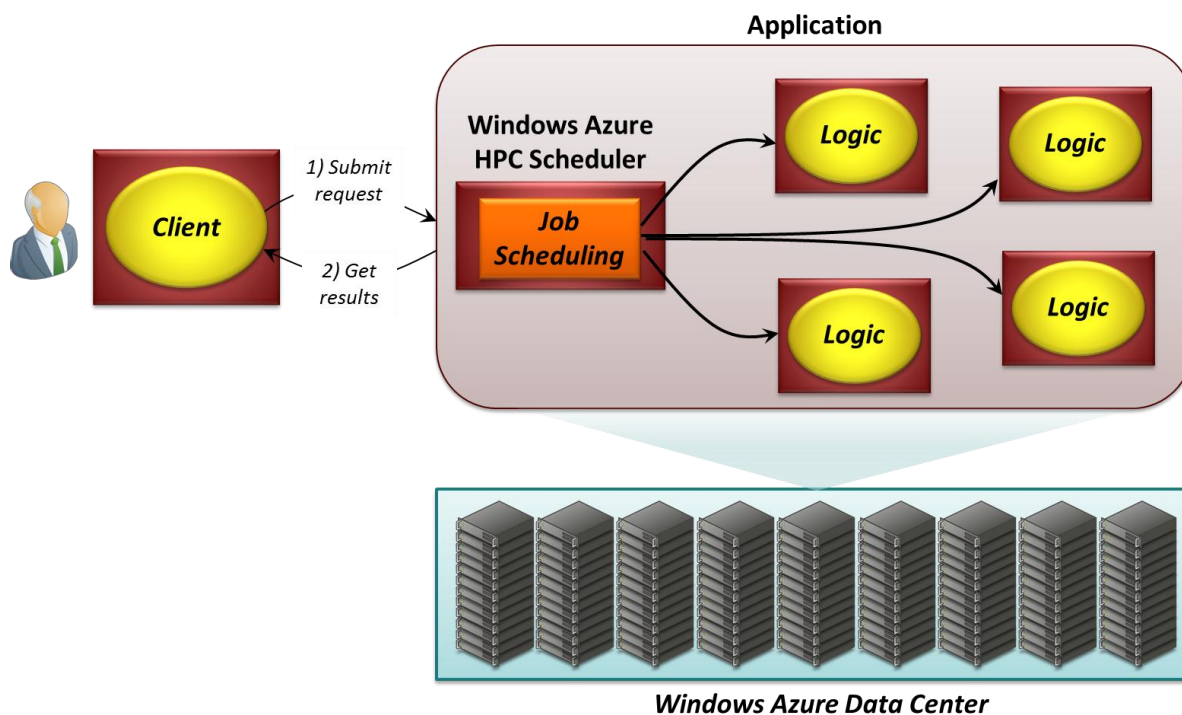 Application
Windows Azure
HPC Scheduler
Job
Scheduling
Logic
Logic
Logic
Logic
1) Submit
request
Client
2) Get
results
Windows Azure Data Center